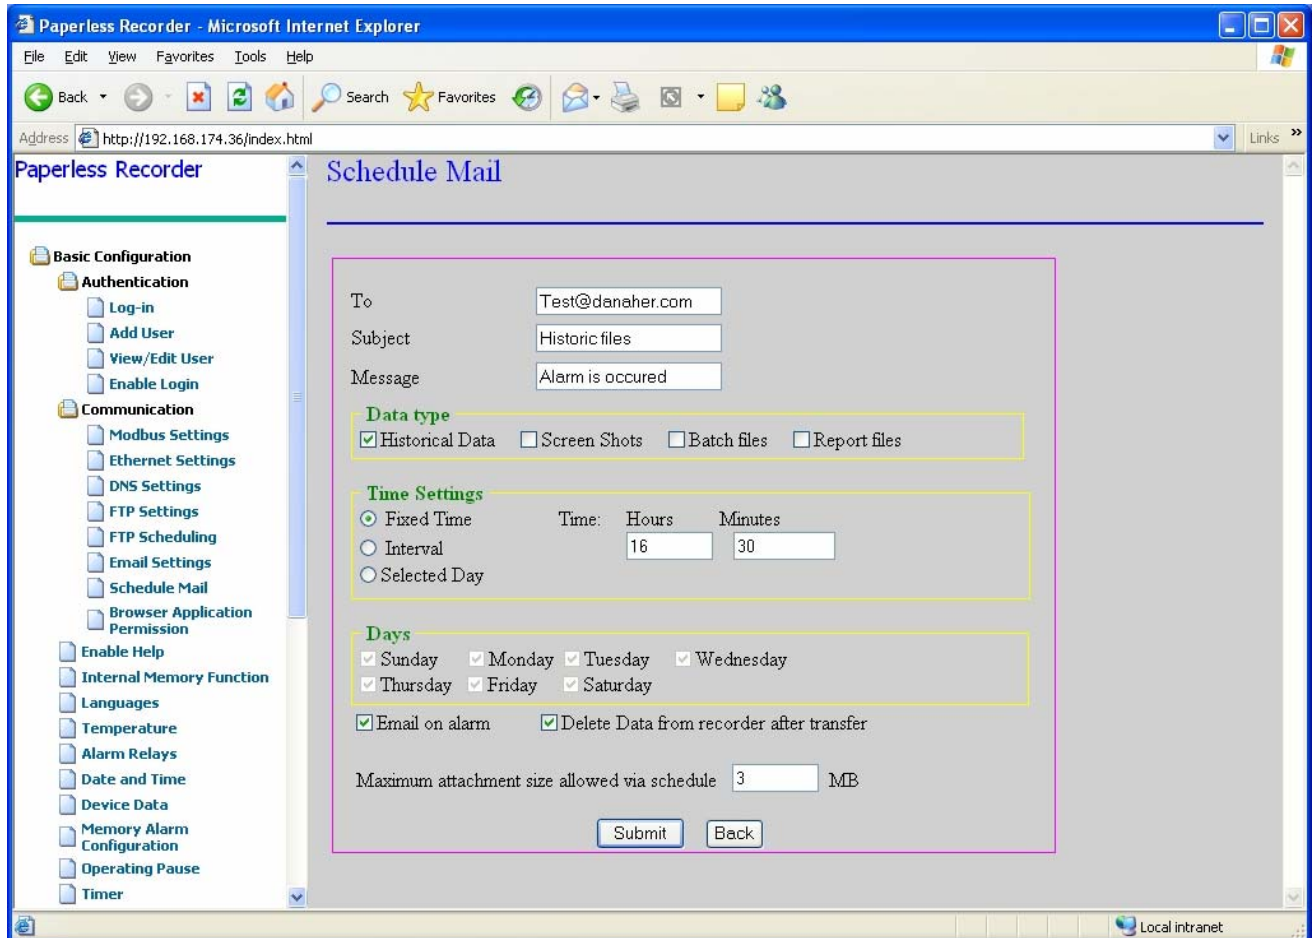 Paperless Recorder - Microsoft Internet Explorer
File Edit View Favorites Tools Help
Back Search Favorites
Address http://192.168.174.36/index.html Links »
Paperless Recorder
Basic Configuration
Authentication
Log-in
Add User
View/Edit User
Enable Login
Communication
Modbus Settings
Ethernet Settings
DNS Settings
FTP Settings
FTP Scheduling
Email Settings
Schedule Mail
Browser Application
Permission
Enable Help
Internal Memory Function
Languages
Temperature
Alarm Relays
Date and Time
Device Data
Memory Alarm
Configuration
Operating Pause
Timer
Schedule Mail
To Test@danaher.com
Subject Historic files
Message Alarm is occured
Data type
Historical Data Screen Shots Batch files Report files
Time Settings
Fixed Time Time: Hours Minutes
Interval 16 30
Selected Day
Days
Sunday Monday Tuesday Wednesday
Thursday Friday Saturday
Email on alarm Delete Data from recorder after transfer
Maximum attachment size allowed via schedule 3 MB
Submit Back
Local intranet